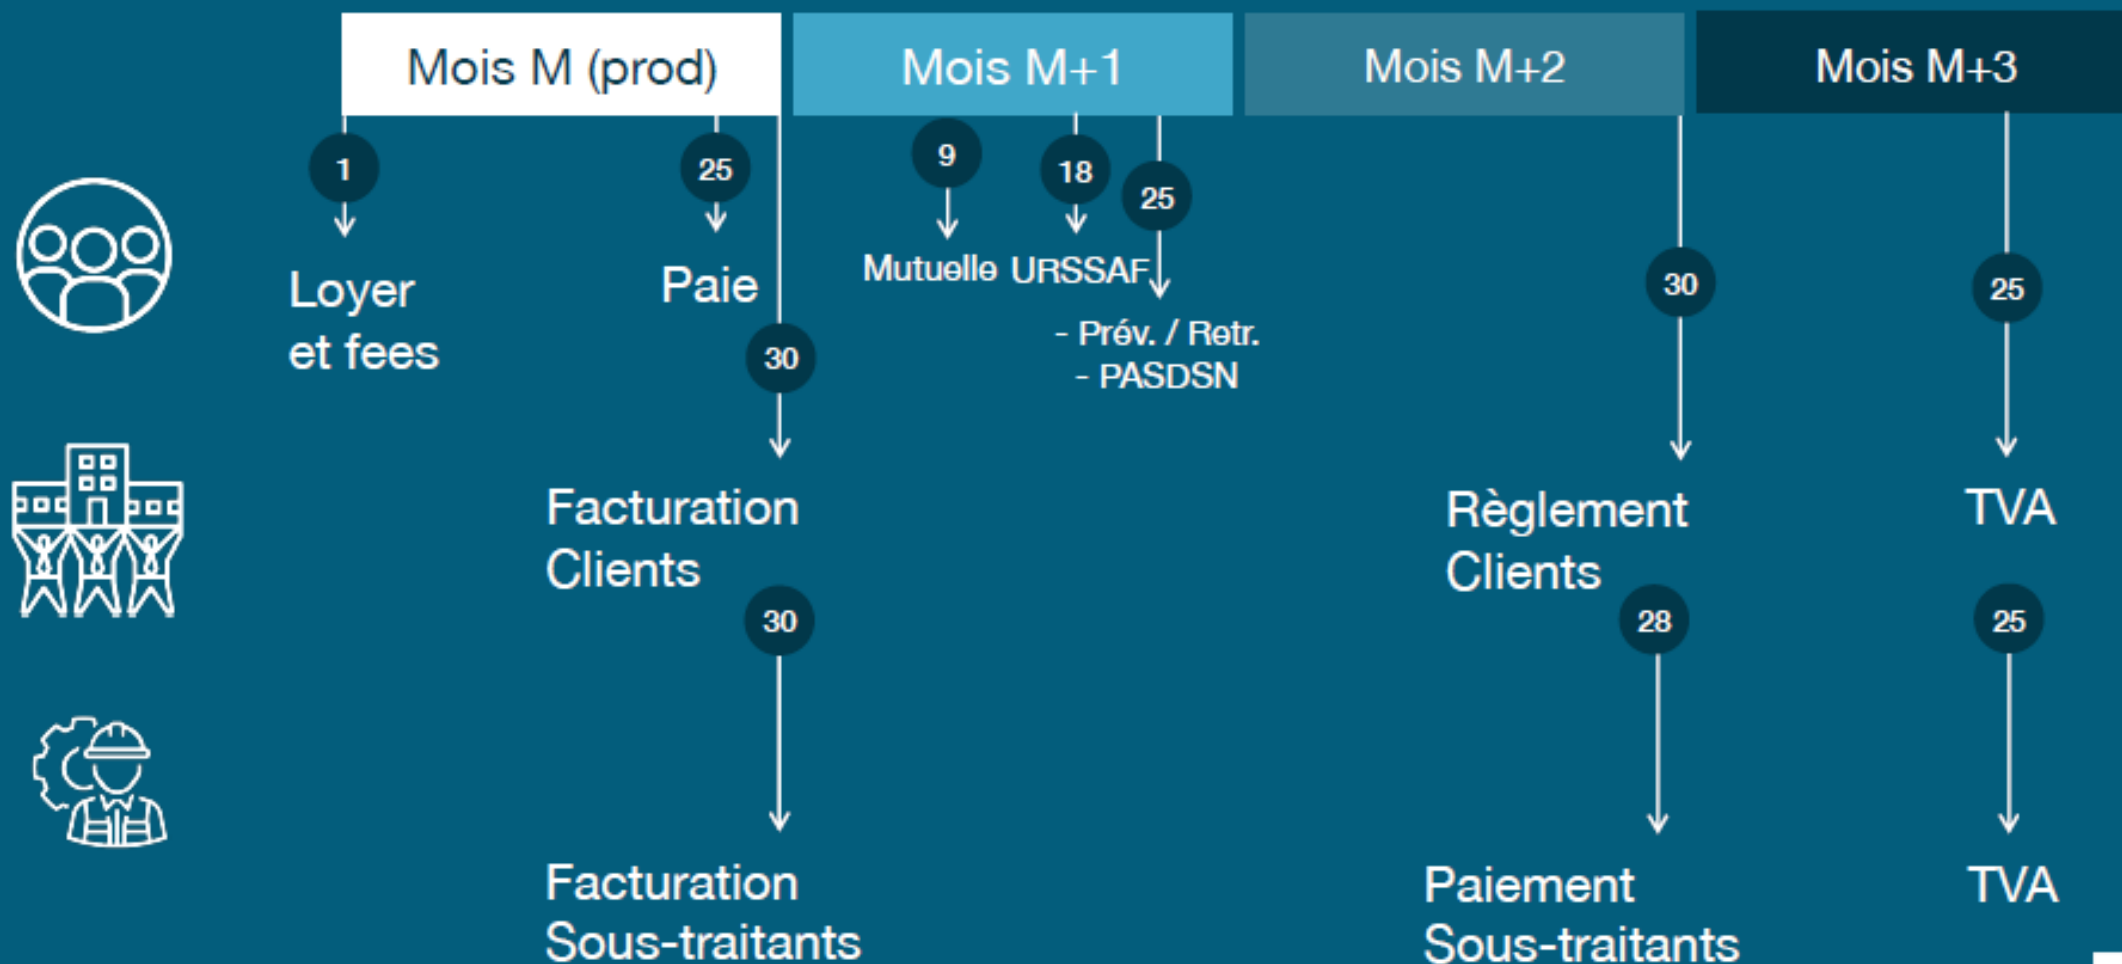 Mois M (prod)
Mois M+1
Mois M+2
Mois M+3
1
25
9
18
25
30
25
Loyer
et fees
Paie
Mutuelle
URSSAF
- Prév. / Retr.
- PASDSN
30
Facturation
Clients
Règlement
Clients
TVA
30
28
25
Facturation
Sous-traitants
Paiement
Sous-traitants
TVA